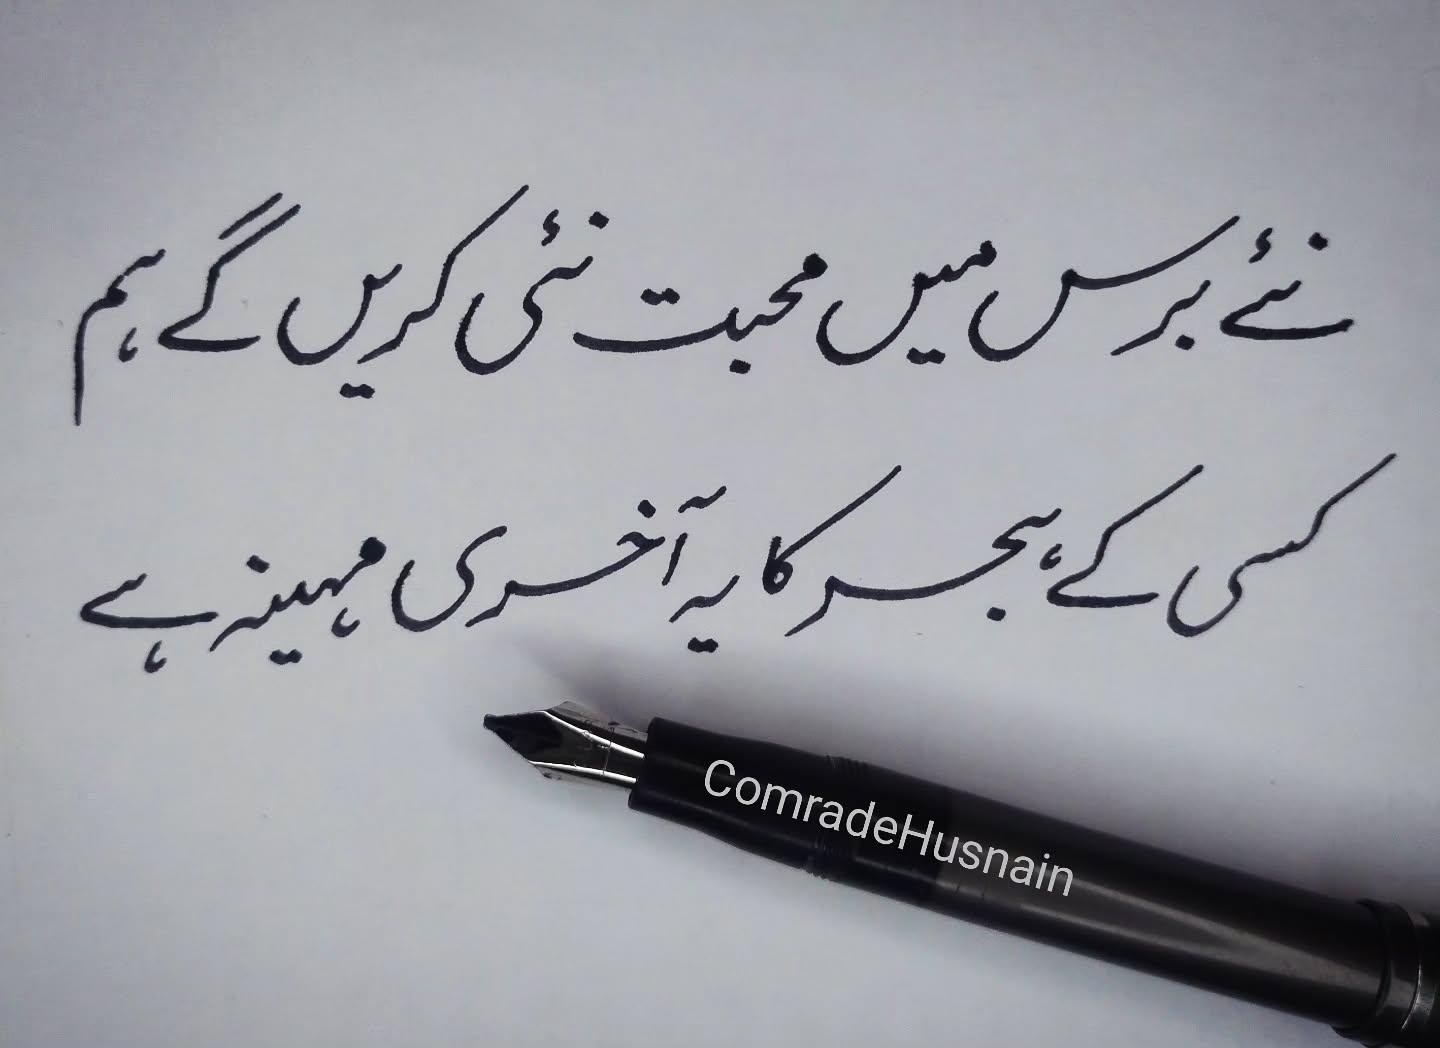 نئے برس میں محبت نئی کریں گے ہم
کسی کے ہجر کا یہ آخری مہینہ ہے
ComradeHusnain